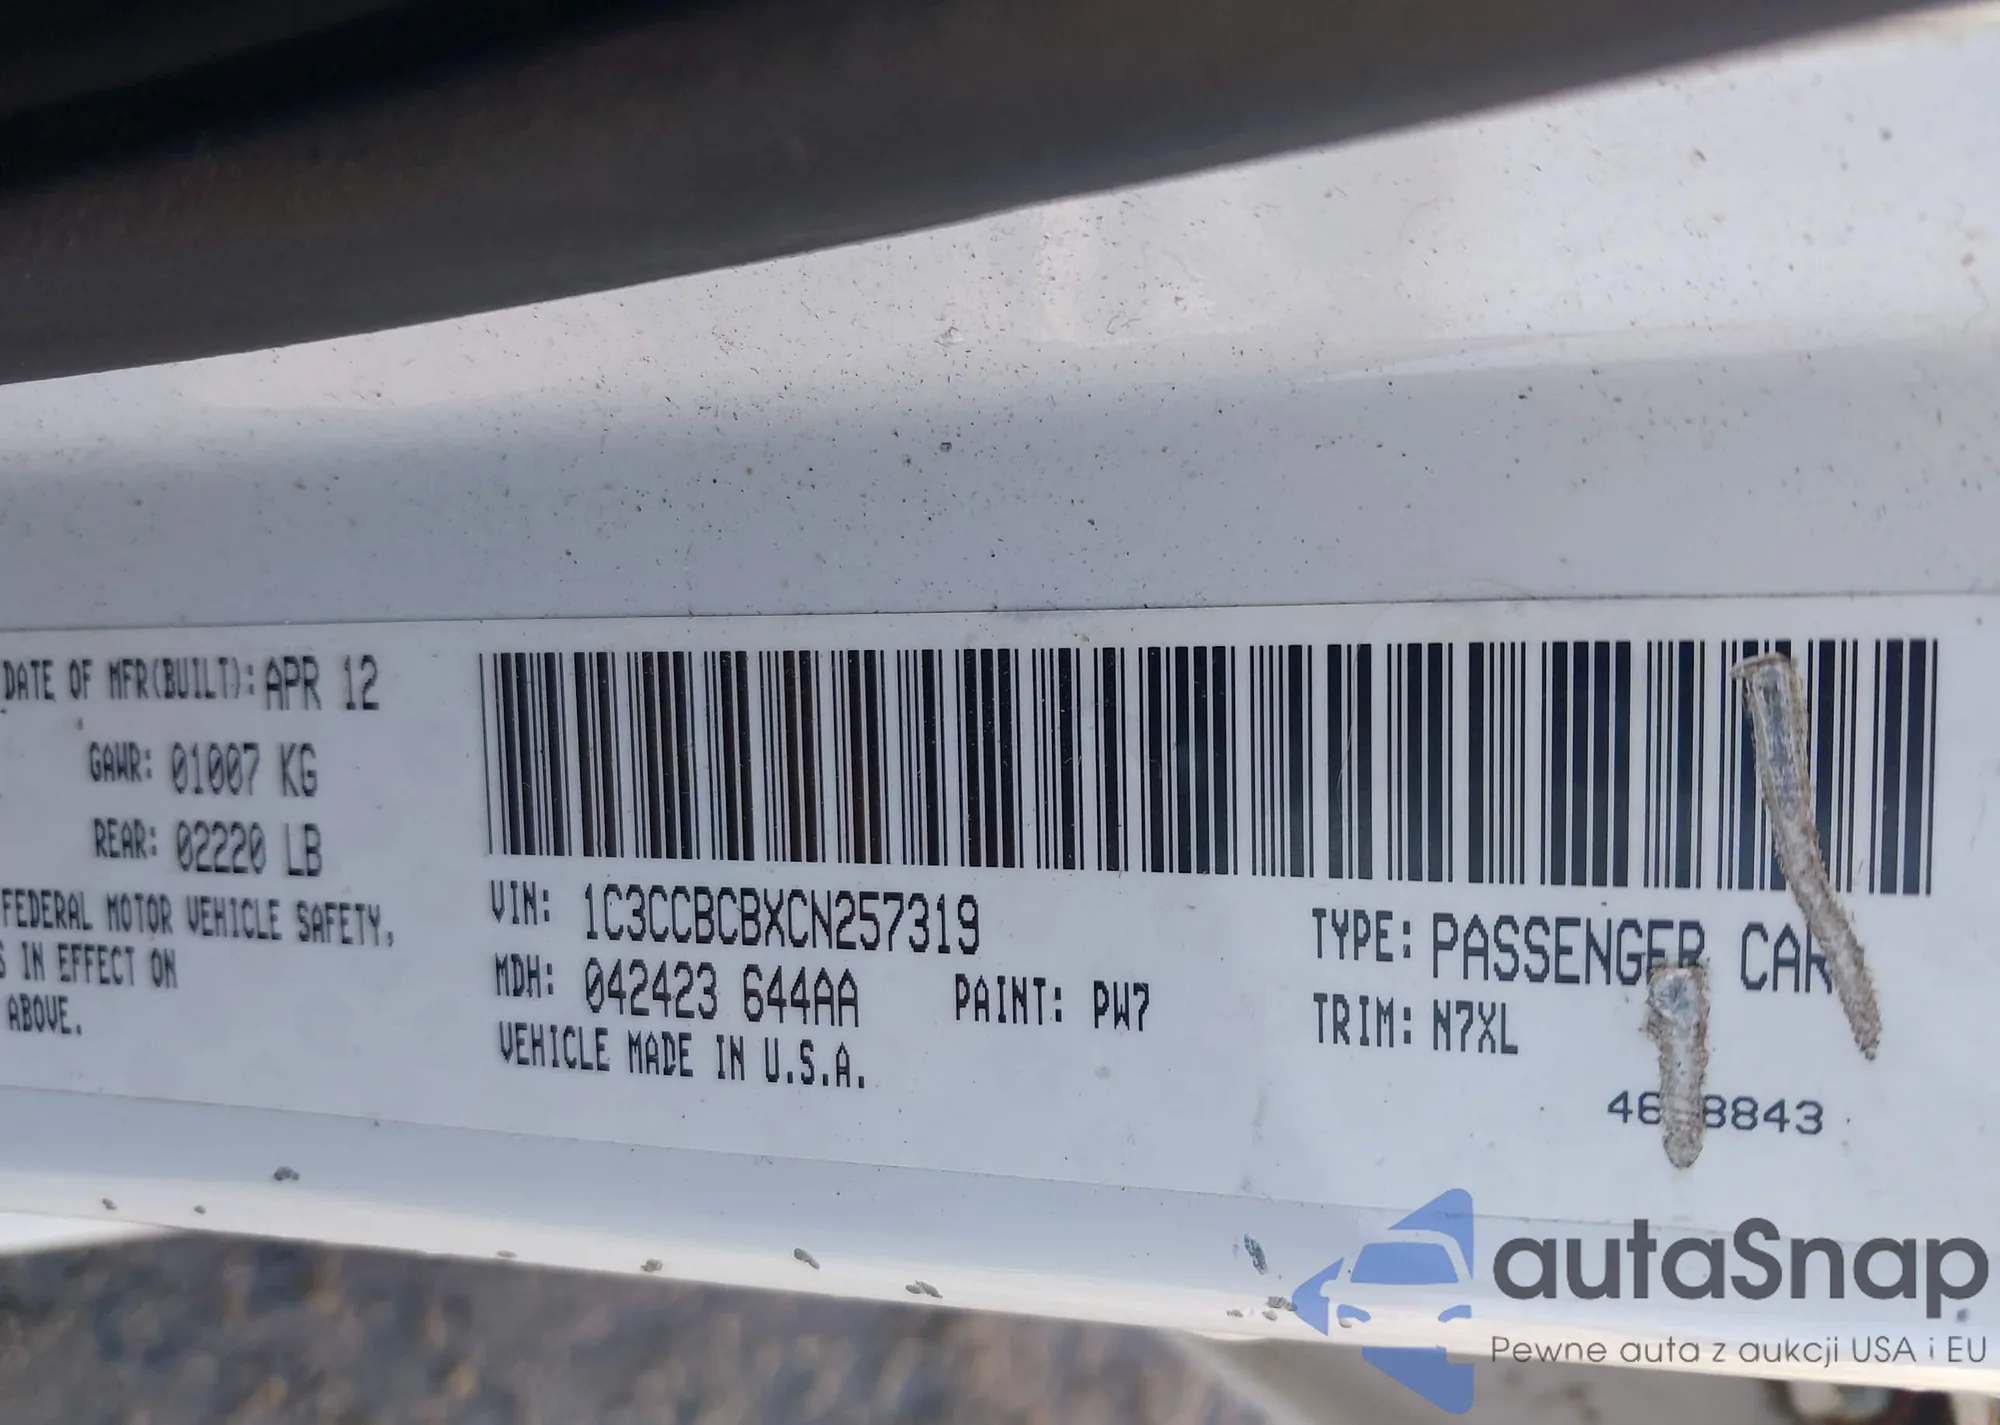 DATE OF MFR(BUILT): APR 12
GAWR: 01007 KG
REAR: 02220 LB
FEDERAL MOTOR VEHICLE SAFETY,
S IN EFFECT ON
ABOVE.
VIN: 1C3CCBCBXCN257319
MDH: 042423 644AA PAINT: PW7
VEHICLE MADE IN U.S.A.
TYPE: PASSENGER CAR
TRIM: N7XL
autaSnap
Pewne auta z aukcji USA i EU